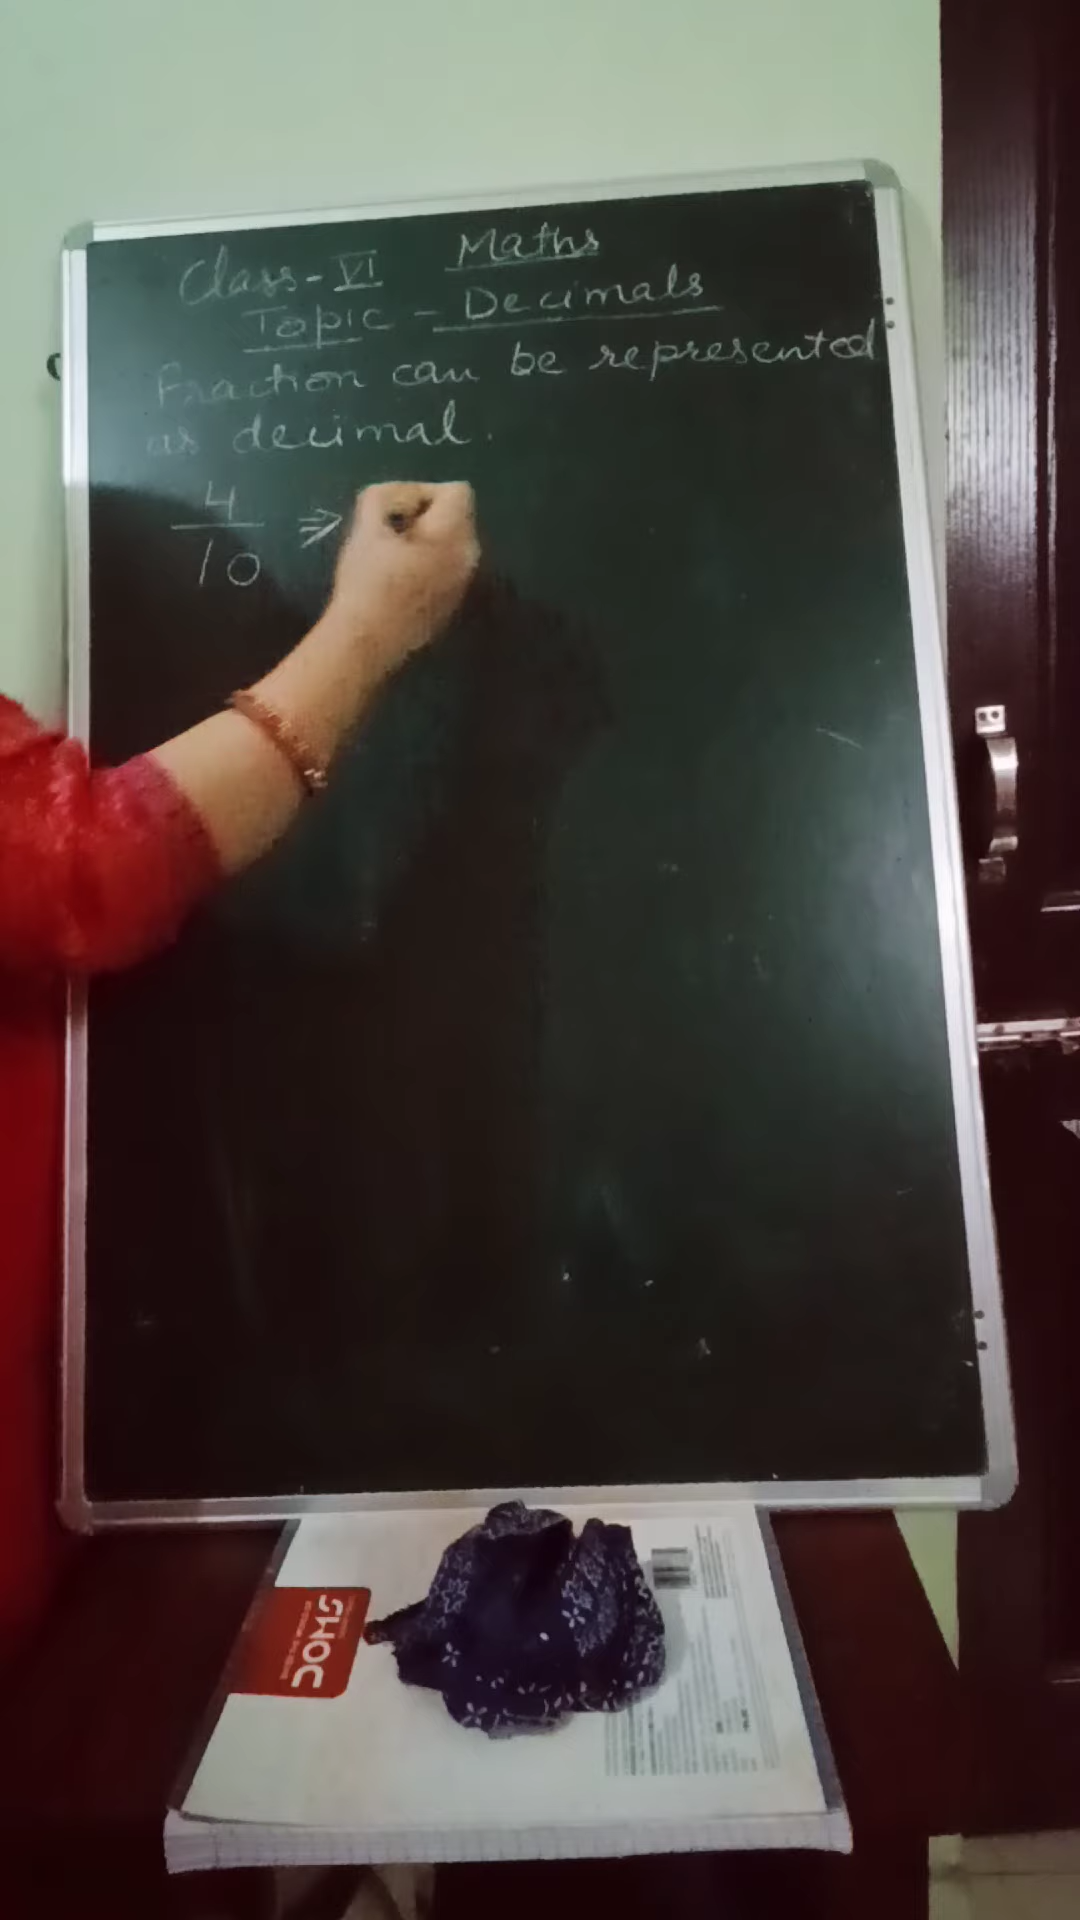 Maths
Class-VI
Topic - Decimals
Fraction can be represented
as decimal.
4
10 ⇒
DOMS